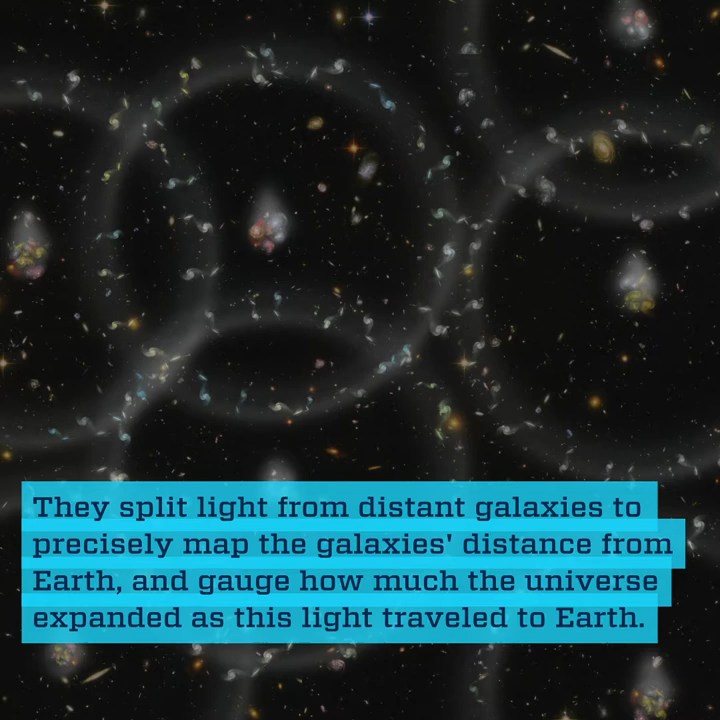 They split light from distant galaxies to
precisely map the galaxies' distance from
Earth, and gauge how much the universe
expanded as this light traveled to Earth.